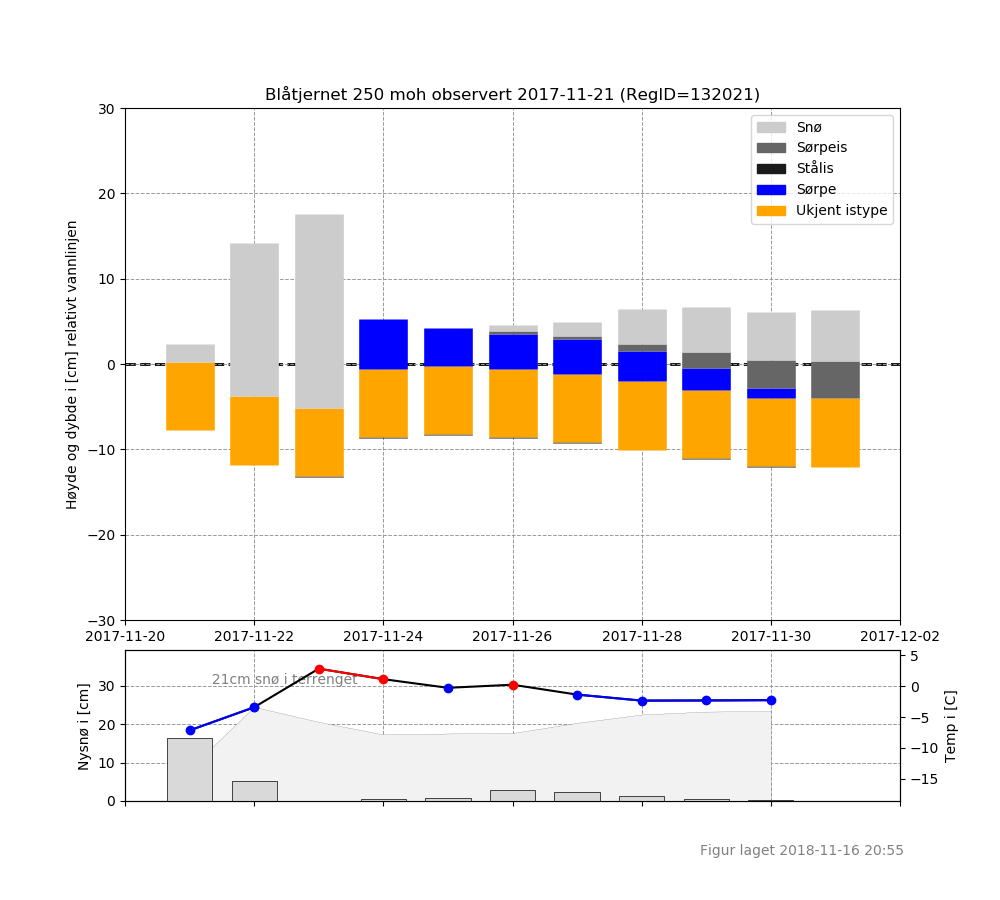 Blåtjernet 250 moh observert 2017-11-21 (RegID=132021)
Høyde og dybde i [cm] relativt vannlinjen
30
20
10
0
−10
−20
−30
Snø
Sørpeis
Stålis
Sørpe
Ukjent istype
2017-11-20 2017-11-22 2017-11-24 2017-11-26 2017-11-28 2017-11-30 2017-12-02
Nysnø i [cm]
30
20
10
0
21cm snø i terrenget
5
0
−5
−10
−15
Temp i [C]
Figur laget 2018-11-16 20:55